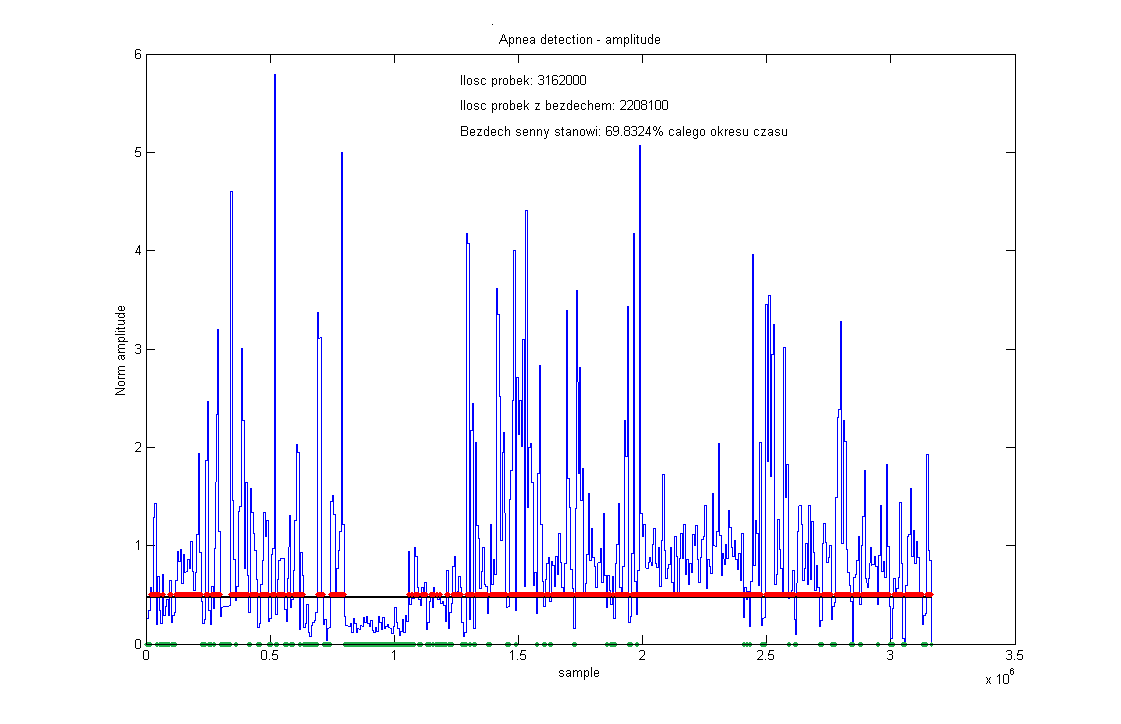 Apnea detection - amplitude
Ilosc probek: 3162000
Ilosc probek z bezdechem: 2208100
Bezdech senny stanowi: 69.8324% calego okresu czasu
Norm amplitude
6
5
4
3
2
1
0
0 0.5 1 1.5 2 2.5 3 3.5
sample
x 10⁶